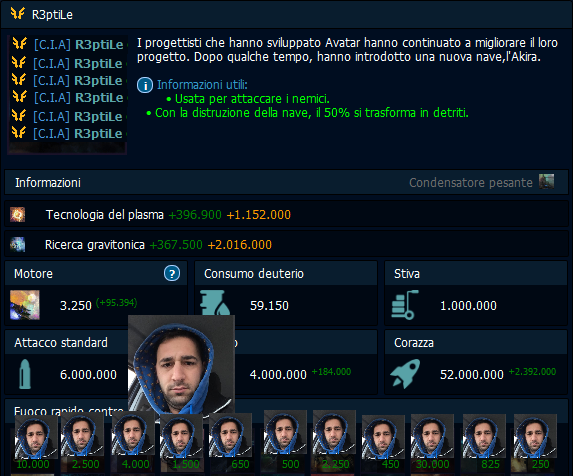 R3ptiLe
[C.I.A] R3ptiLe
[C.I.A] R3ptiLe
[C.I.A] R3ptiLe
[C.I.A] R3ptiLe
[C.I.A] R3ptiLe
[C.I.A] R3ptiLe
I progettisti che hanno sviluppato Avatar hanno continuato a migliorare il loro
progetto. Dopo qualche tempo, hanno introdotto una nuova nave,l'Akira.
Informazioni utili:
• Usata per attaccare i nemici.
• Con la distruzione della nave, il 50% si trasforma in detriti.
Informazioni Condensatore pesante
Tecnologia del plasma +396.900 +1.152.000
Ricerca gravitonica +367.500 +2.016.000
Motore ? Consumo deuterio Stiva
3.250 (+95.394) 59.150 1.000.000
Attacco standard Corazza
6.000.000 4.000.000 +184.000 52.000.000 +2.392.000
Fuoco rapido contro
10.000 2.500 4.000 1.500 650 500 2.250 450 30.000 825 250